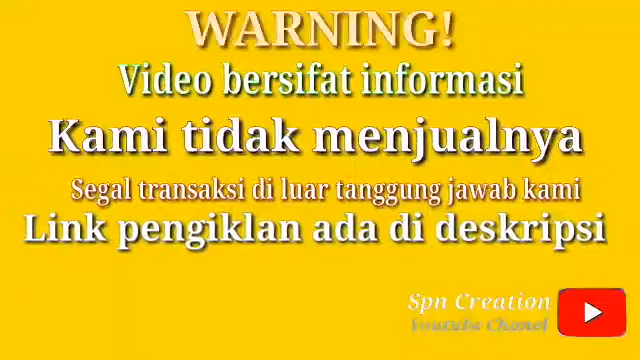 WARNING!
Video bersifat informasi
Kami tidak menjualnya
Segal transaksi di luar tanggung jawab kami
Link pengiklan ada di deskripsi
Spn Creation
Youtube Chanel